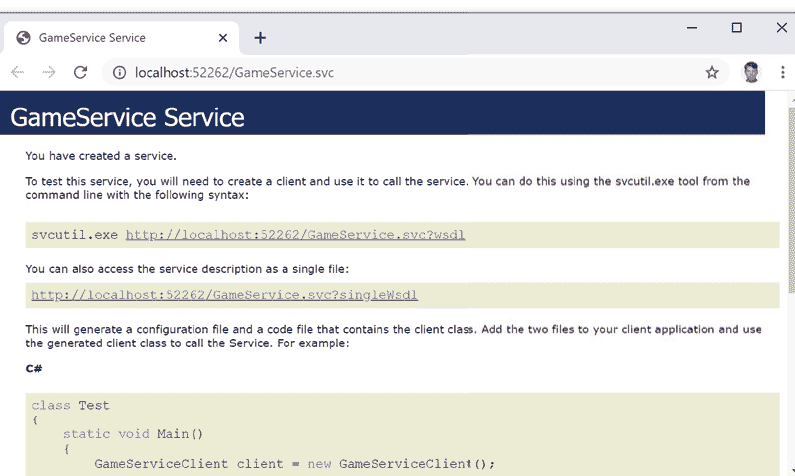 GameService Service
localhost:52262/GameService.svc
GameService Service
You have created a service.
To test this service, you will need to create a client and use it to call the service. You can do this using the svcutil.exe tool from the
command line with the following syntax:
svcutil.exe http://localhost:52262/GameService.svc?wsdl
You can also access the service description as a single file:
http://localhost:52262/GameService.svc?singleWsdl
This will generate a configuration file and a code file that contains the client class. Add the two files to your client application and use
the generated client class to call the Service. For example:
C#
class Test
{
static void Main()
{
GameServiceClient client = new GameServiceClient();